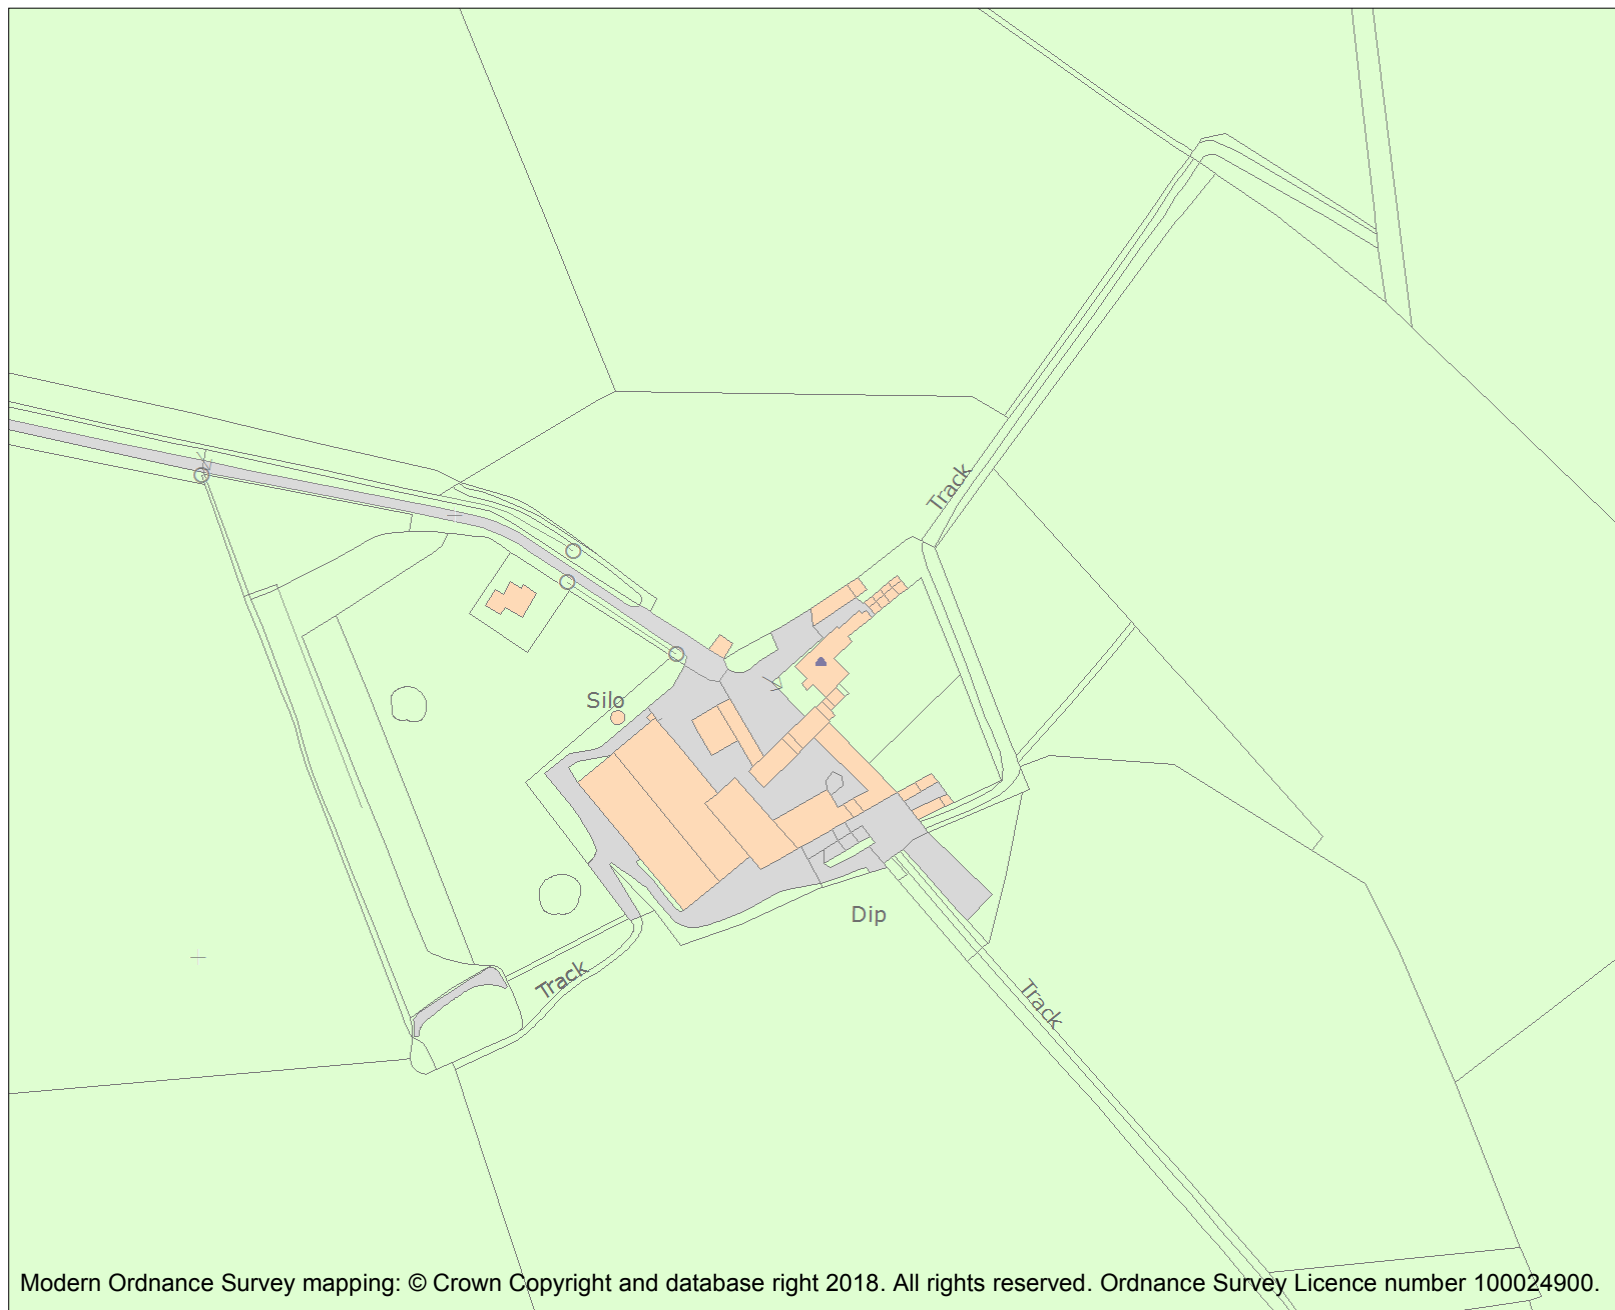 Track
Silo
Dip
Track
Track
Modern Ordnance Survey mapping: © Crown Copyright and database right 2018. All rights reserved. Ordnance Survey Licence number 100024900.